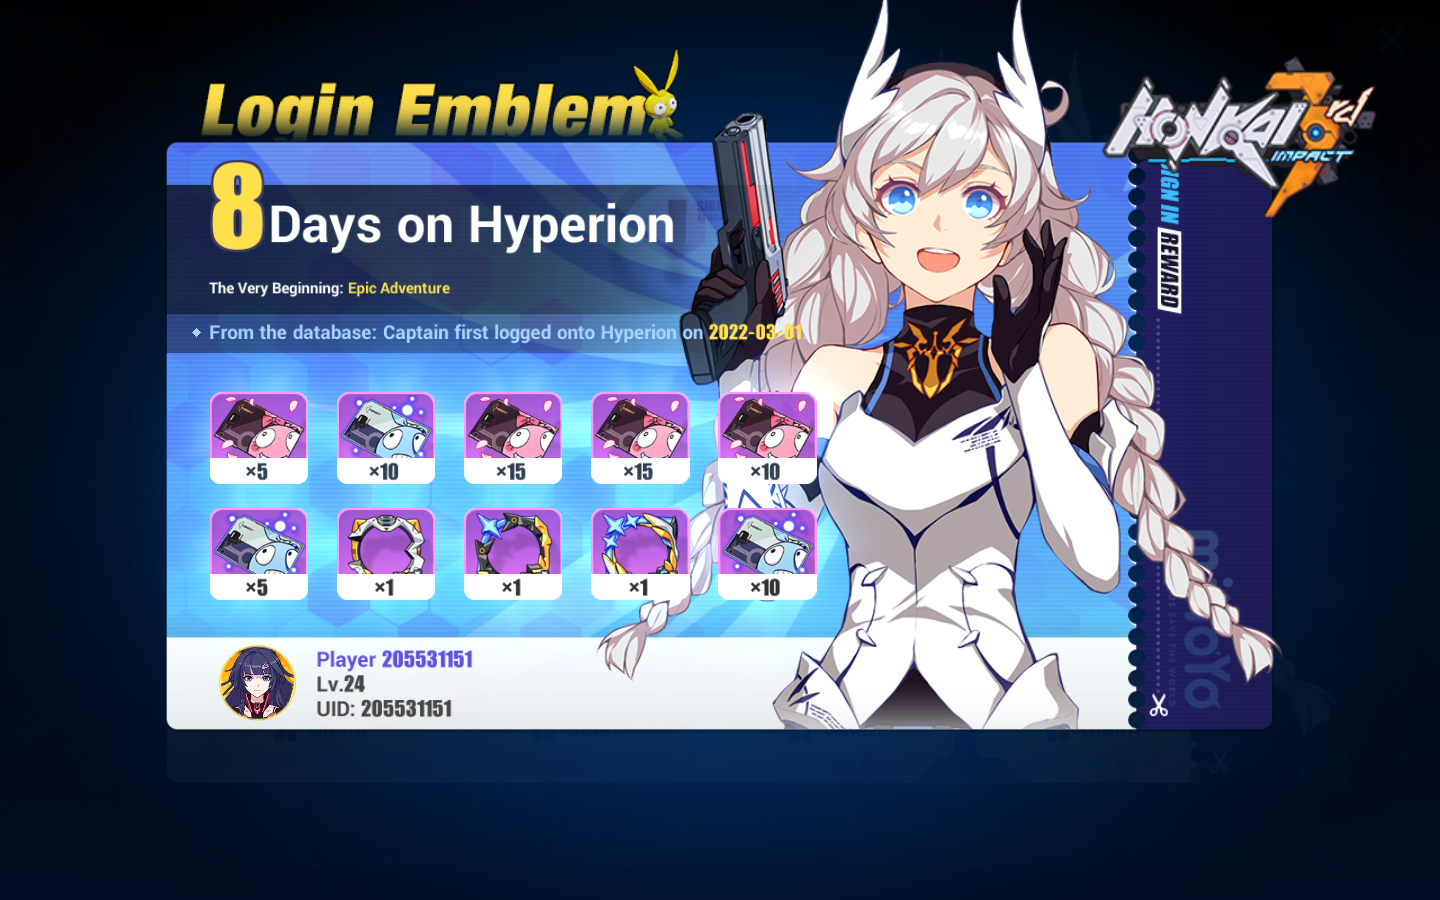 Login Emblem
8 Days on Hyperion
The Very Beginning: Epic Adventure
From the database: Captain first logged onto Hyperion on 2022-03-01
×5 ×10 ×15 ×15 ×10
×5 ×1 ×1 ×1 ×10
Player 205531151
Lv.24
UID: 205531151
HONKAI 3rd
IMPACT
IGN IN REWARD